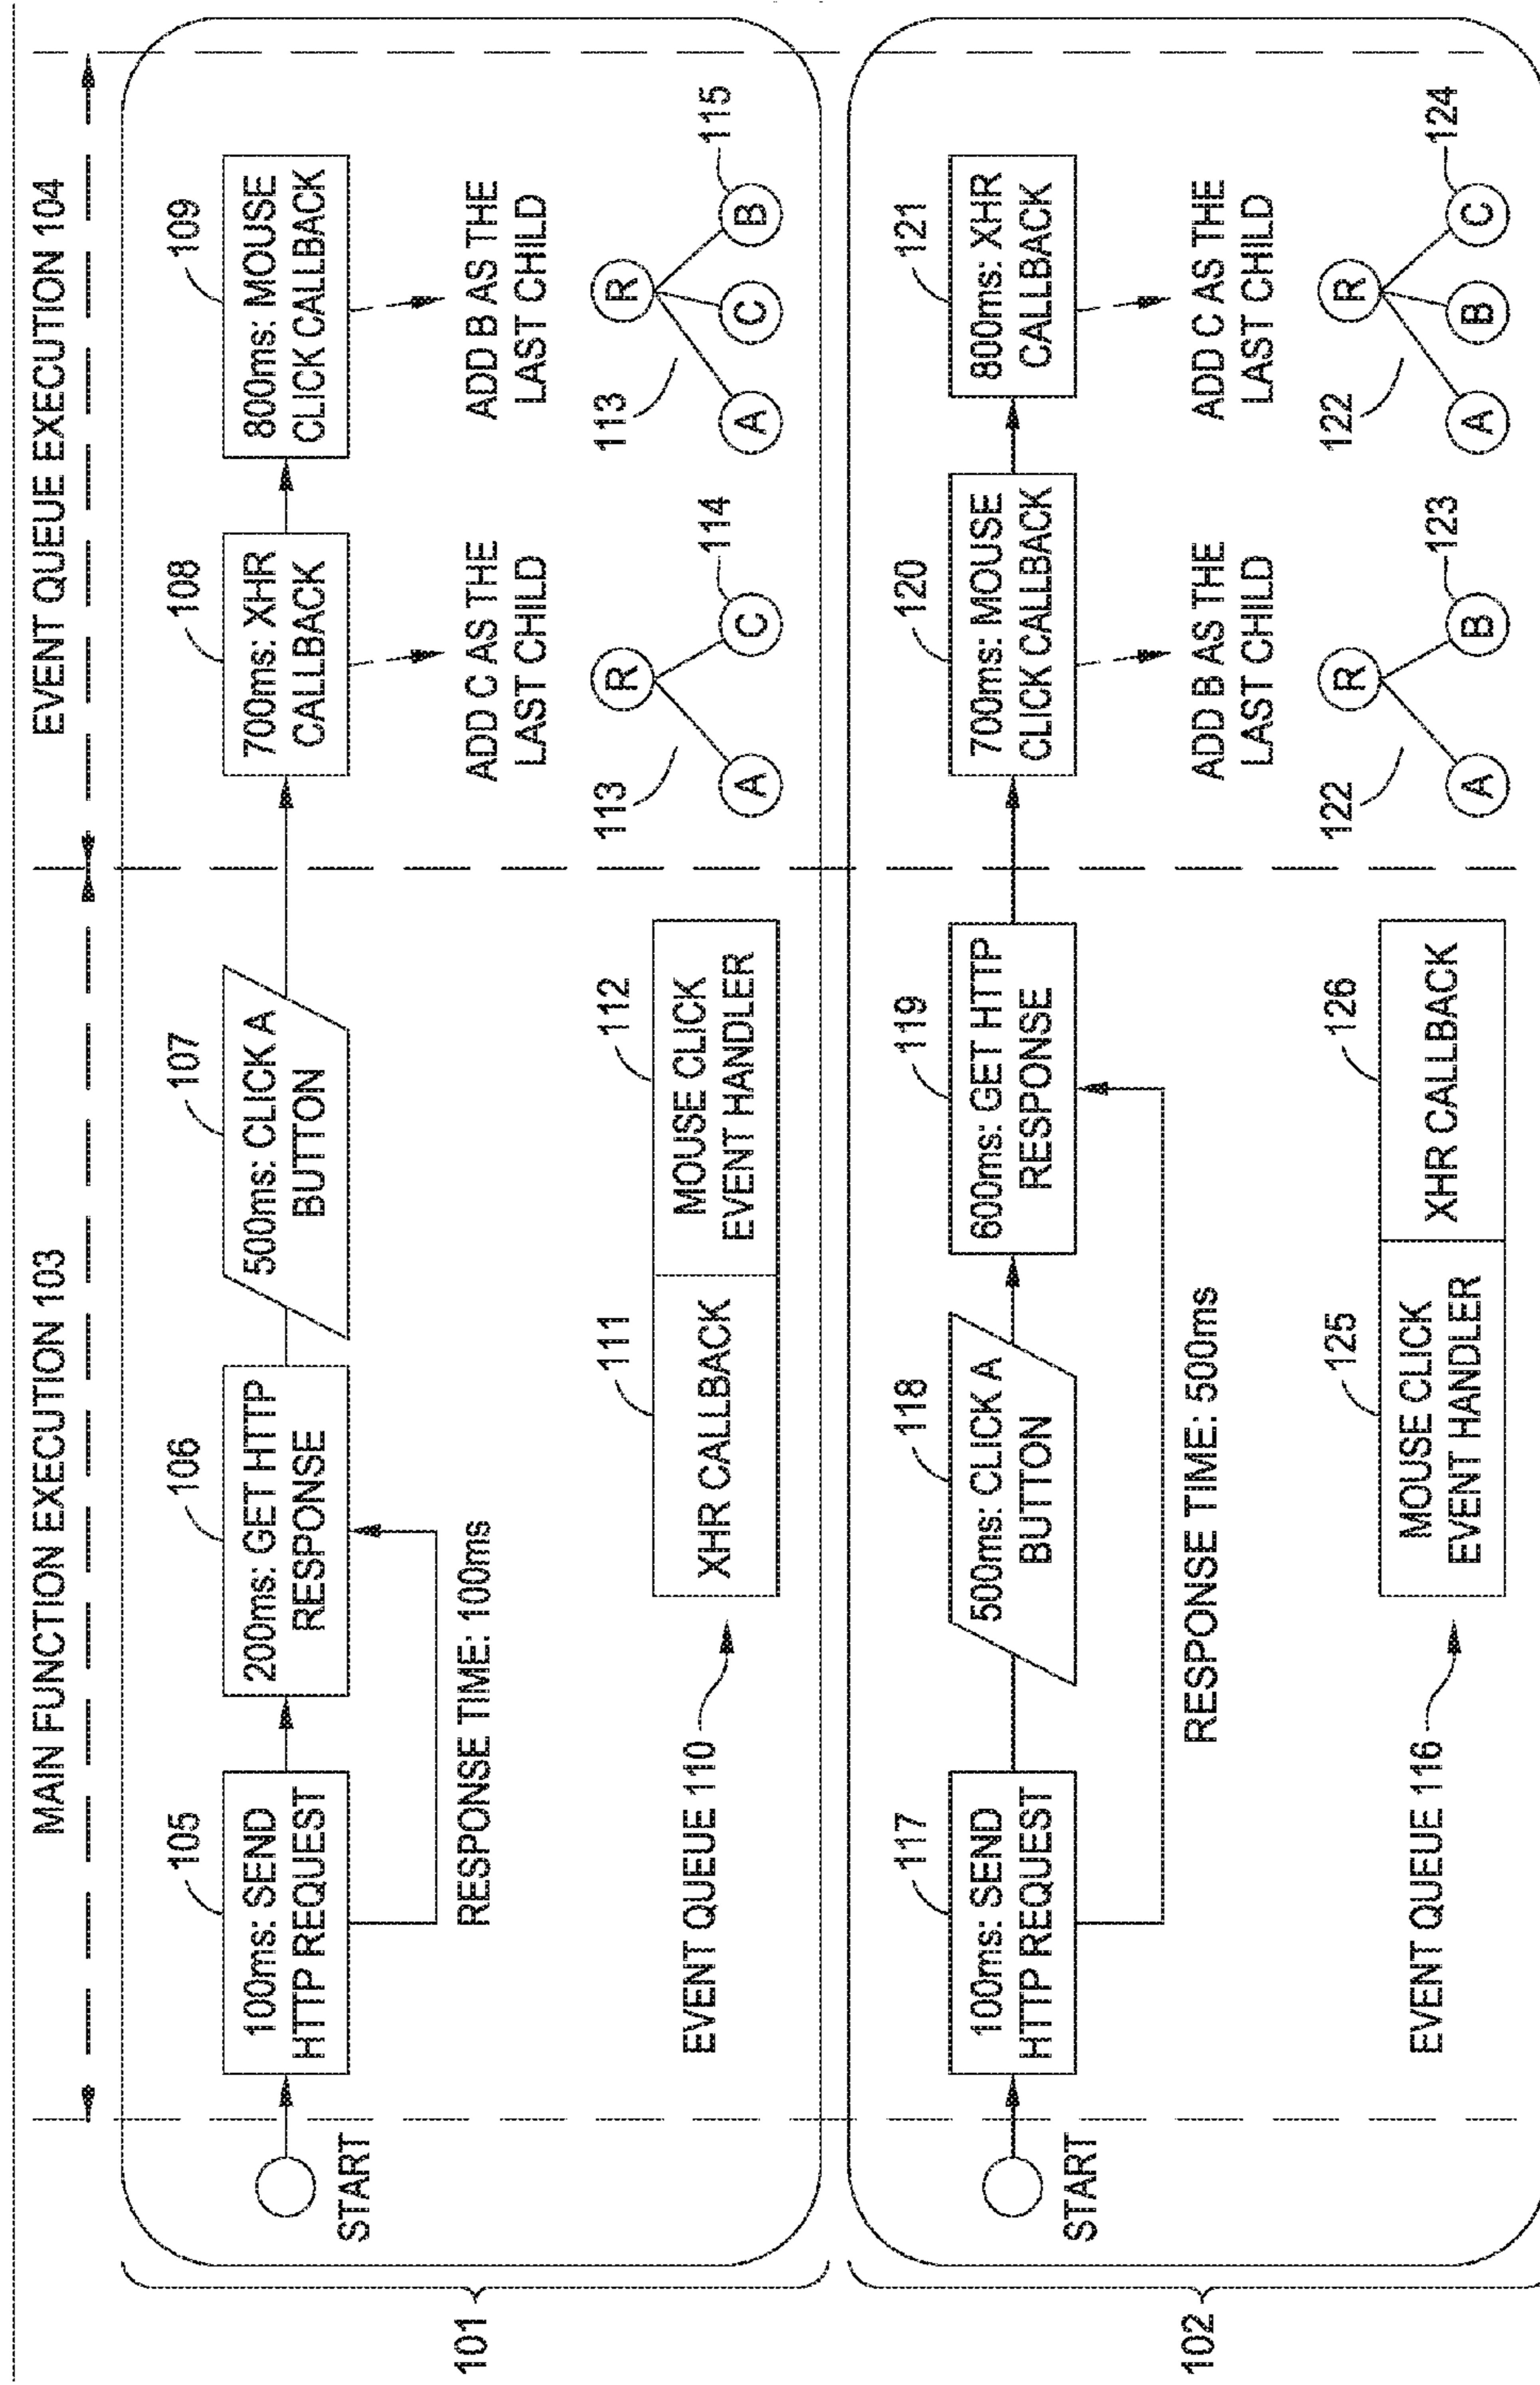 MAIN FUNCTION EXECUTION 103
EVENT QUEUE EXECUTION 104
101
START
105
100ms: SEND
HTTP REQUEST
106
200ms: GET HTTP
RESPONSE
107
500ms: CLICK A
BUTTON
108
700ms: XHR
CALLBACK
109
800ms: MOUSE
CLICK CALLBACK
RESPONSE TIME: 100ms
ADD C AS THE
LAST CHILD
ADD B AS THE
LAST CHILD
EVENT QUEUE 110
111
XHR CALLBACK
112
MOUSE CLICK
EVENT HANDLER
113
R
A
C
114
113
R
A
C
B
115
102
START
117
100ms: SEND
HTTP REQUEST
118
500ms: CLICK A
BUTTON
119
600ms: GET HTTP
RESPONSE
120
700ms: MOUSE
CLICK CALLBACK
121
800ms: XHR
CALLBACK
RESPONSE TIME: 500ms
ADD B AS THE
LAST CHILD
ADD C AS THE
LAST CHILD
EVENT QUEUE 116
125
MOUSE CLICK
EVENT HANDLER
126
XHR CALLBACK
122
R
A
B
123
122
R
A
B
C
124